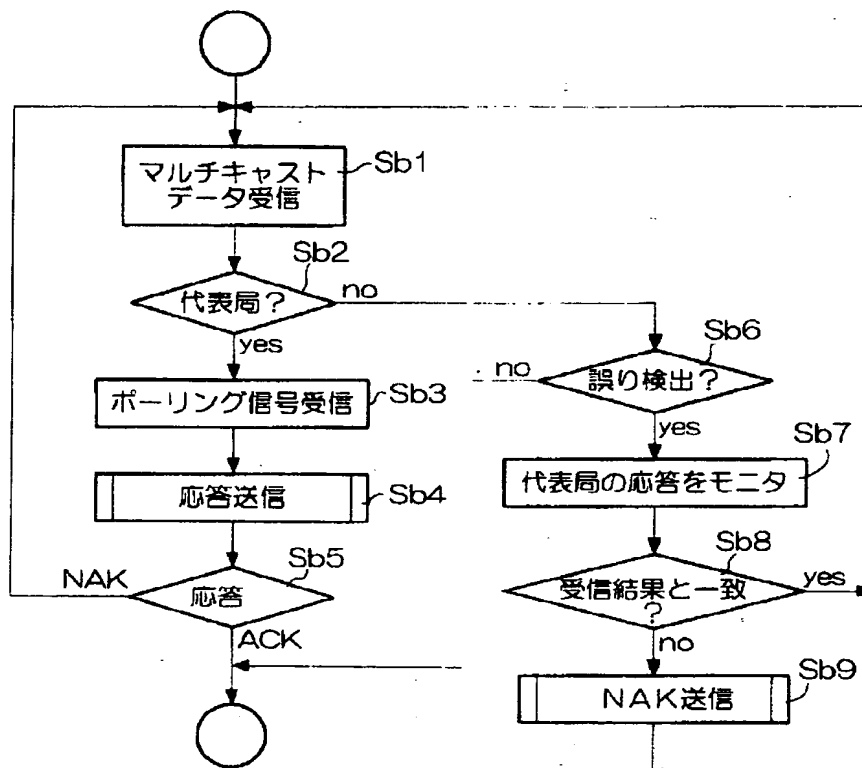 マルチキャスト
データ受信
Sb1
Sb2
代表局?
no
yes
ポーリング信号受信
Sb3
応答送信
Sb4
Sb5
応答
NAK
ACK
Sb6
誤り検出?
no
yes
Sb7
代表局の応答をモニタ
Sb8
受信結果と一致
?
yes
no
Sb9
NAK送信